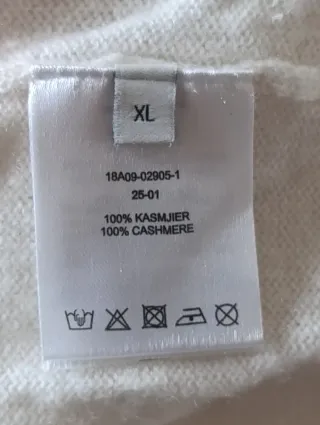 XL
18A09-02905-1
25-01
100% KASMJIER
100% CASHMERE